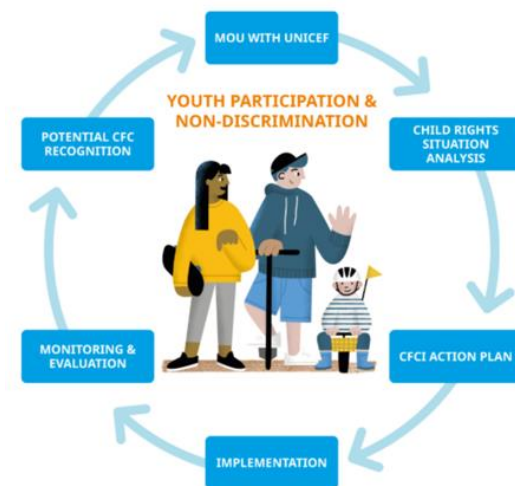 MOU WITH UNICEF
YOUTH PARTICIPATION &
NON-DISCRIMINATION
CHILD RIGHTS
SITUATION
ANALYSIS
CFCI ACTION PLAN
IMPLEMENTATION
MONITORING &
EVALUATION
POTENTIAL CFC
RECOGNITION